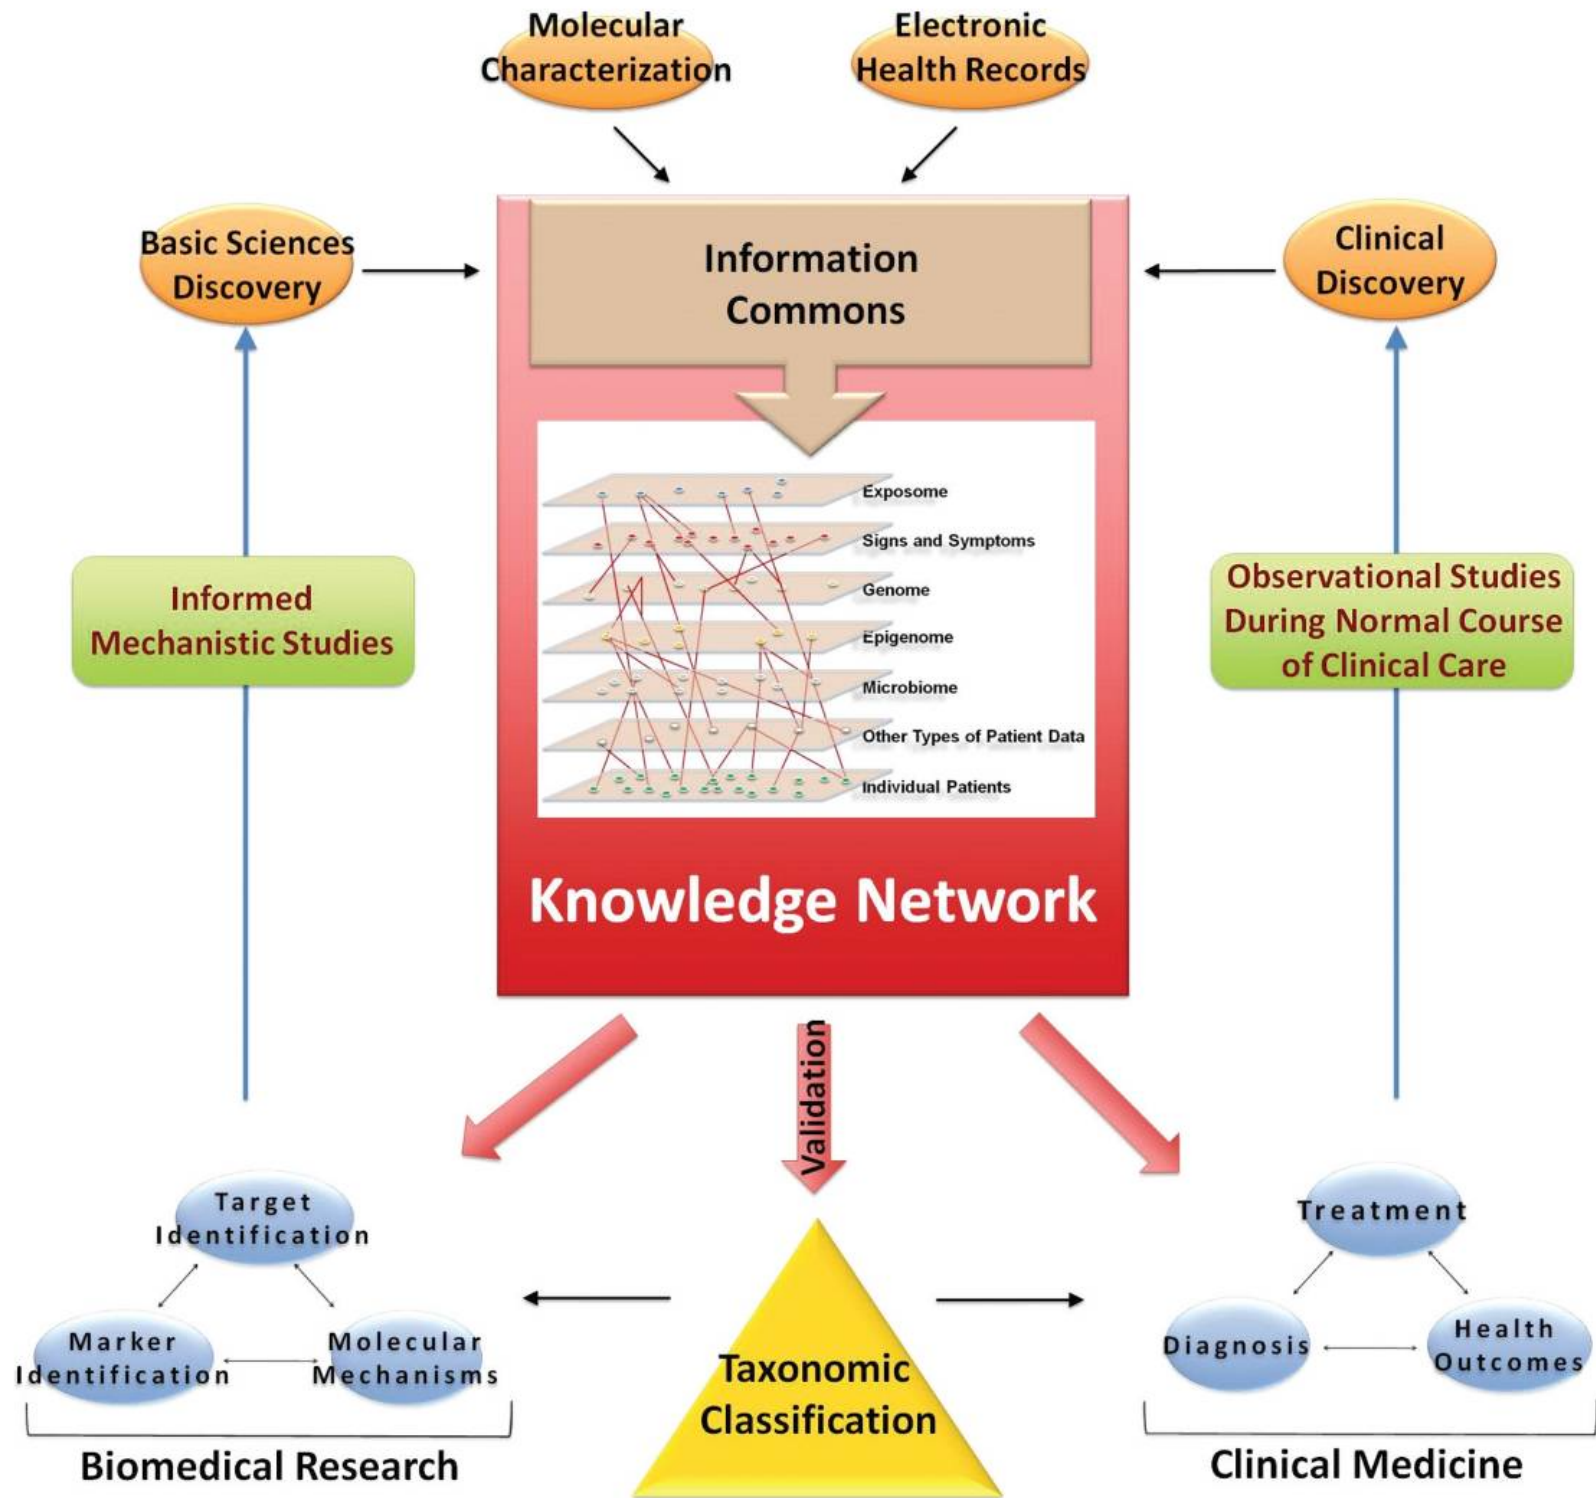 Molecular
Characterization
Electronic
Health Records
Basic Sciences
Discovery
Information
Commons
Clinical
Discovery
Exposome
Signs and Symptoms
Genome
Epigenome
Microbiome
Other Types of Patient Data
Individual Patients
Informed
Mechanistic Studies
Observational Studies
During Normal Course
of Clinical Care
Knowledge Network
Validation
Target
Identification
Marker
Identification
Molecular
Mechanisms
Biomedical Research
Taxonomic
Classification
Treatment
Diagnosis
Health
Outcomes
Clinical Medicine